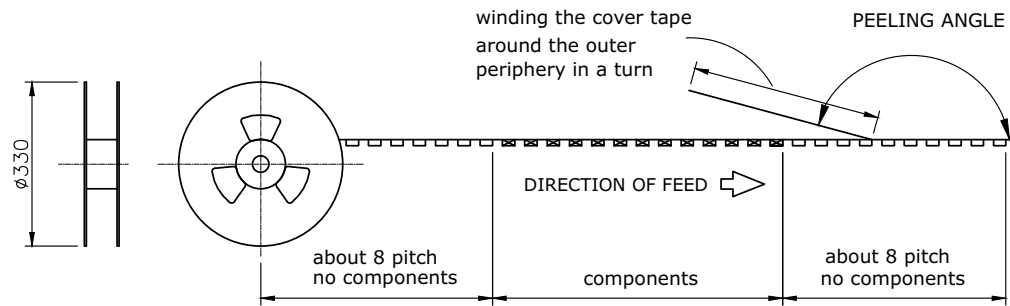 winding the cover tape
around the outer
periphery in a turn
PEELING ANGLE
ø330
DIRECTION OF FEED
about 8 pitch
no components
components
about 8 pitch
no components